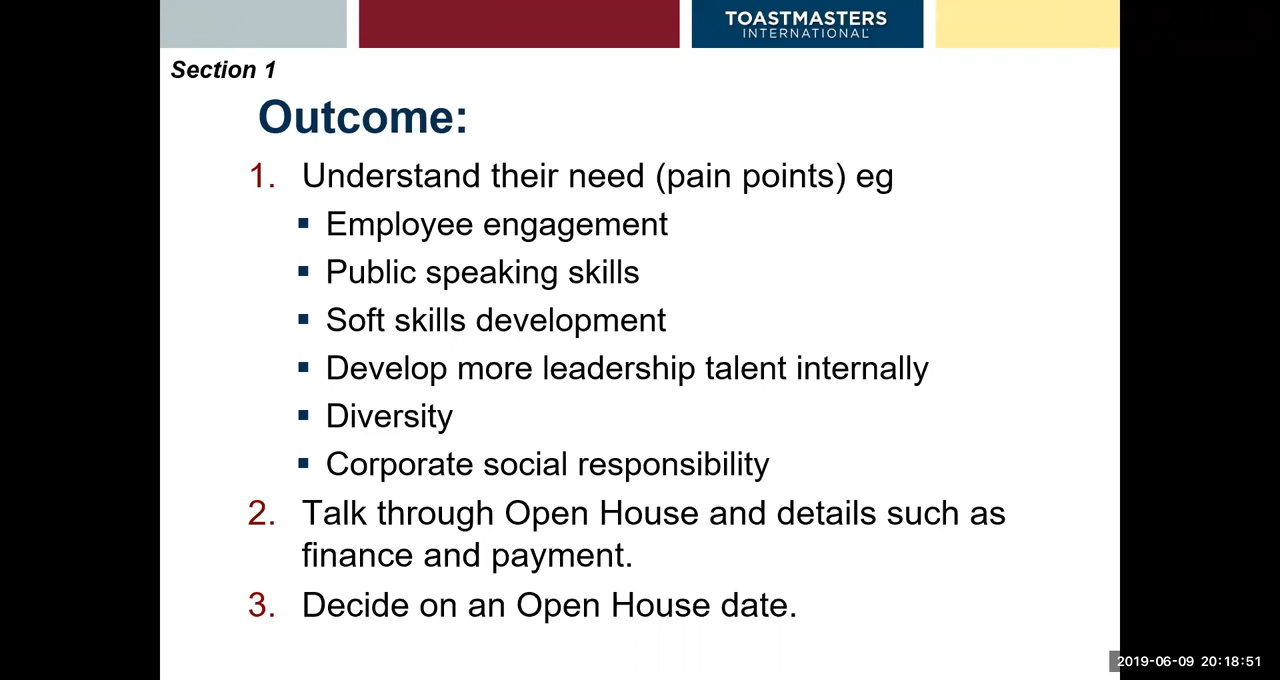 TOASTMASTERS
INTERNATIONAL
Section 1
Outcome:
1. Understand their need (pain points) eg
▪ Employee engagement
▪ Public speaking skills
▪ Soft skills development
▪ Develop more leadership talent internally
▪ Diversity
▪ Corporate social responsibility
2. Talk through Open House and details such as
finance and payment.
3. Decide on an Open House date.
2019-06-09 20:18:51